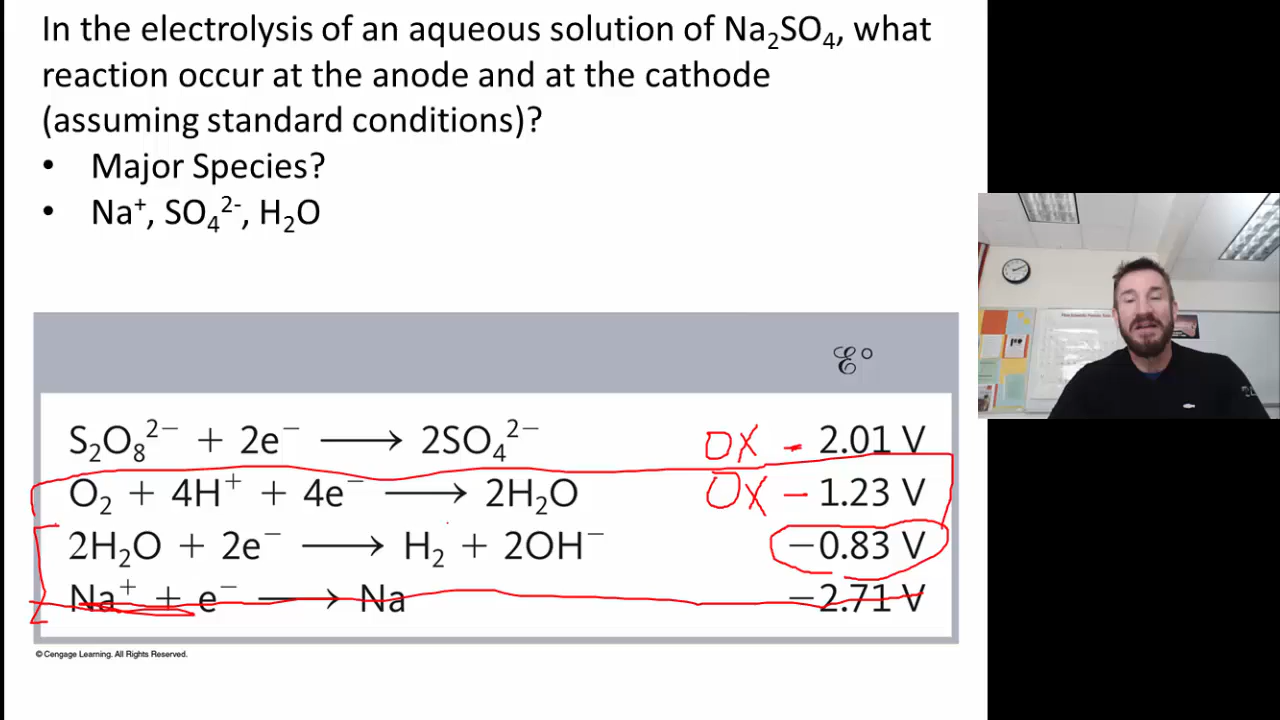 In the electrolysis of an aqueous solution of Na₂SO₄, what
reaction occur at the anode and at the cathode
(assuming standard conditions)?
• Major Species?
• Na⁺, SO₄²⁻, H₂O
ℰ°
S₂O₈²⁻ + 2e⁻ ⟶ 2SO₄²⁻ OX - 2.01 V
O₂ + 4H⁺ + 4e⁻ ⟶ 2H₂O OX - 1.23 V
2H₂O + 2e⁻ ⟶ H₂ + 2OH⁻ −0.83 V
Na⁺ + e⁻ ⟶ Na −2.71 V
© Cengage Learning. All Rights Reserved.